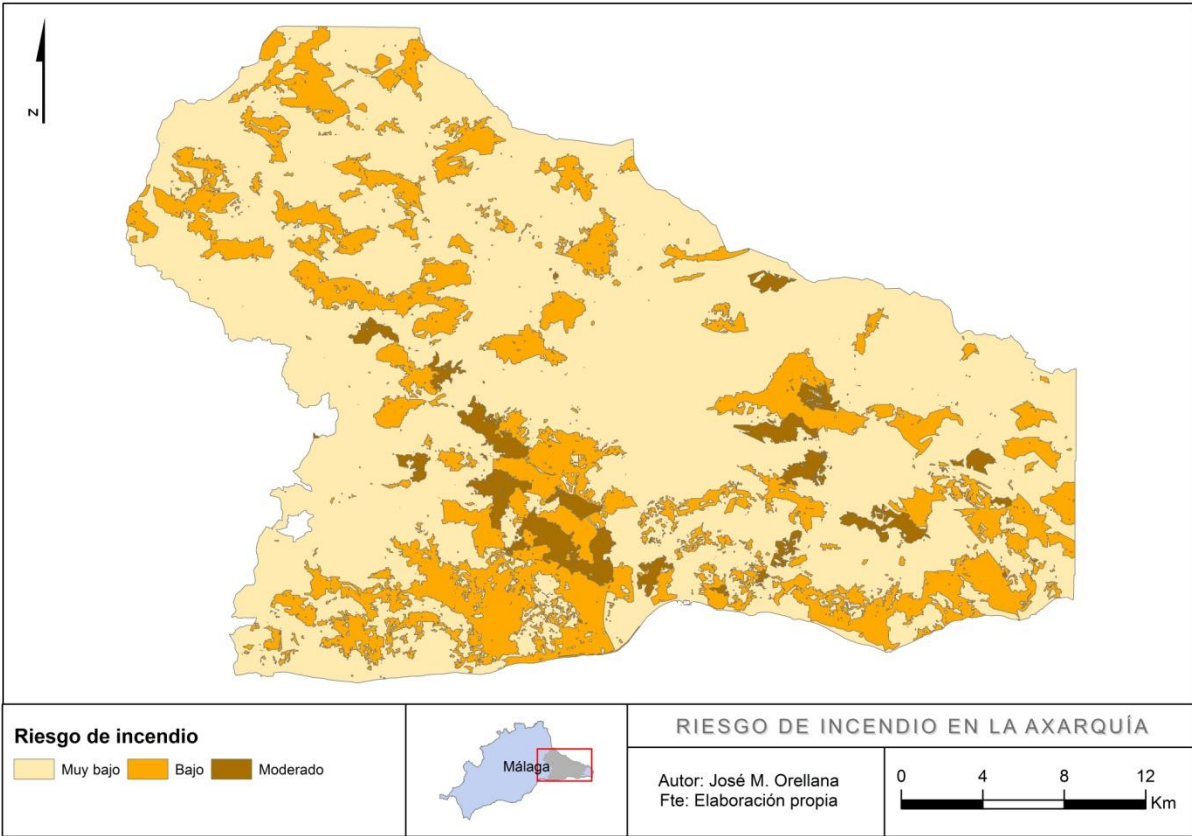 N
Riesgo de incendio
Muy bajo Bajo Moderado
Málaga
RIESGO DE INCENDIO EN LA AXARQUÍA
Autor: José M. Orellana
Fte: Elaboración propia
0 4 8 12
Km